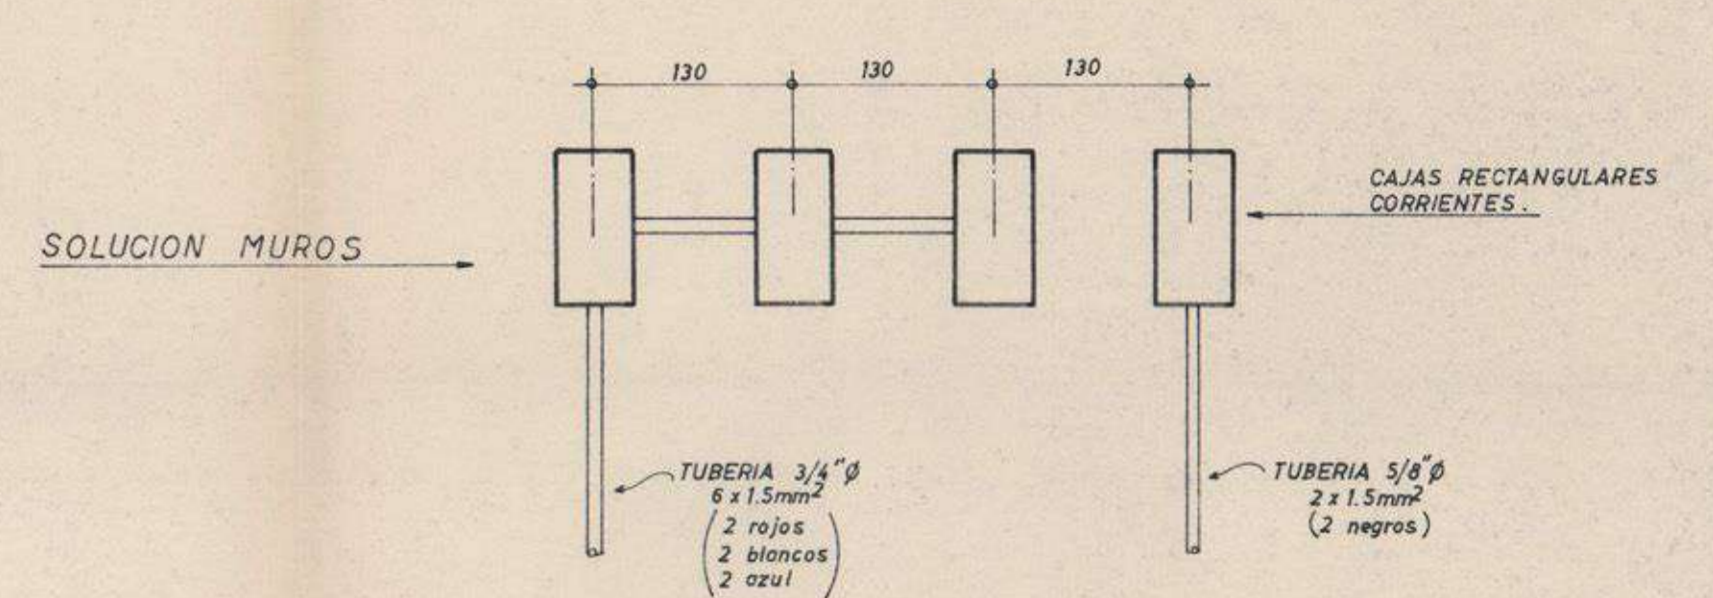 130 130 130
CAJAS RECTANGULARES
CORRIENTES.
SOLUCION MUROS
TUBERIA 3/4"Ø
6 x 1.5mm²
(2 rojos
2 blancos
2 azul)
TUBERIA 5/8"Ø
2 x 1.5mm²
(2 negros)